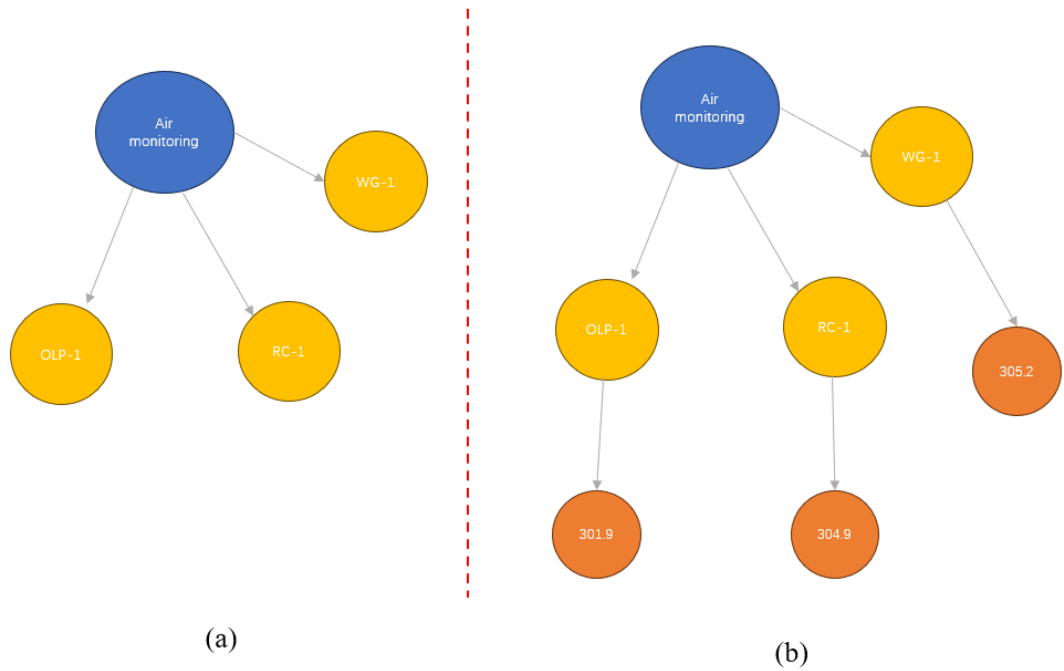 Air
monitoring
WG-1
OLP-1
RC-1
(a)
Air
monitoring
WG-1
OLP-1
RC-1
305.2
301.9
304.9
(b)